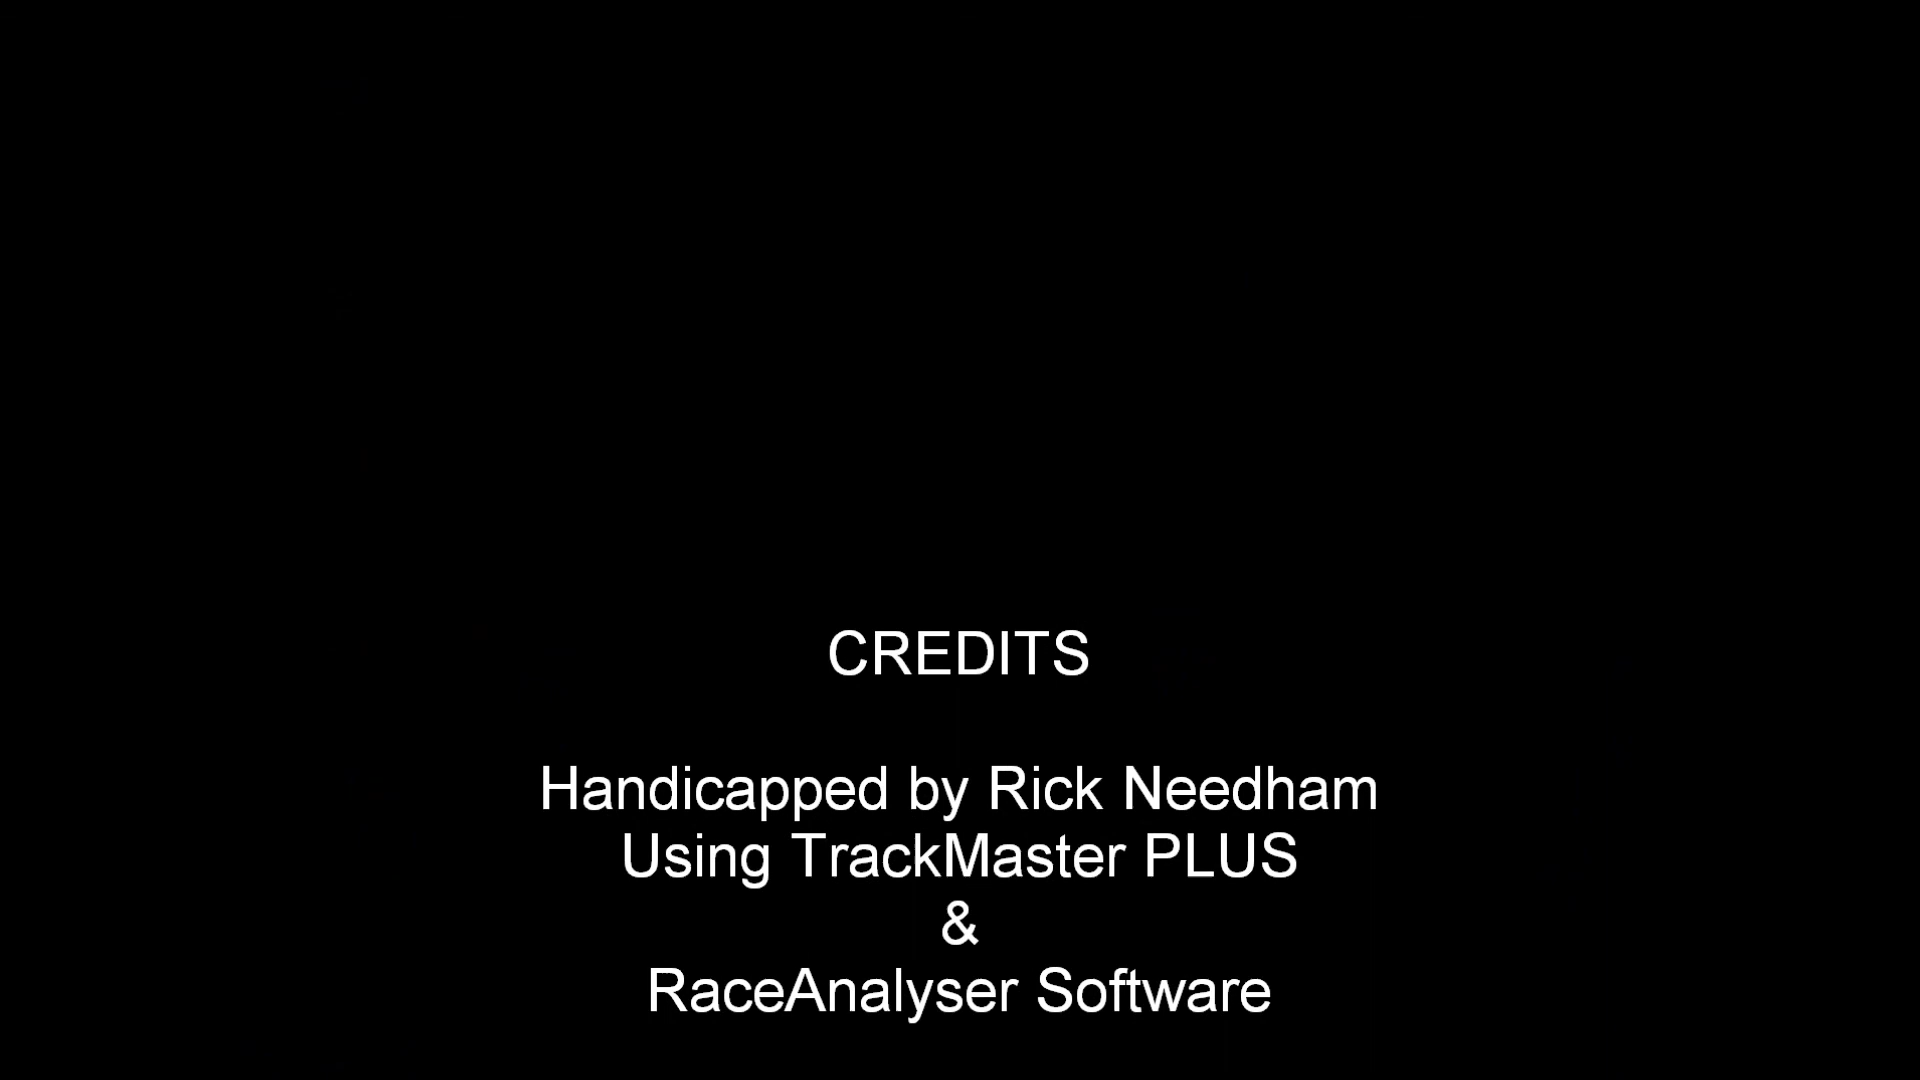 CREDITS
Handicapped by Rick Needham
Using TrackMaster PLUS
&
RaceAnalyser Software